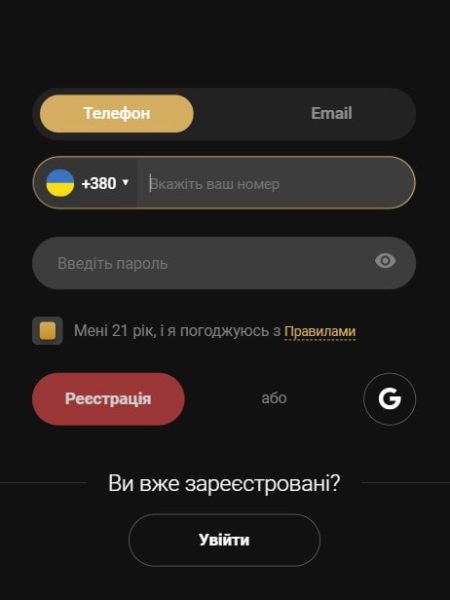 Телефон Email
+380 Вкажіть ваш номер
Введіть пароль
Мені 21 рік, і я погоджуюсь з Правилами
Реєстрація або G
Ви вже зареєстровані?
Увійти